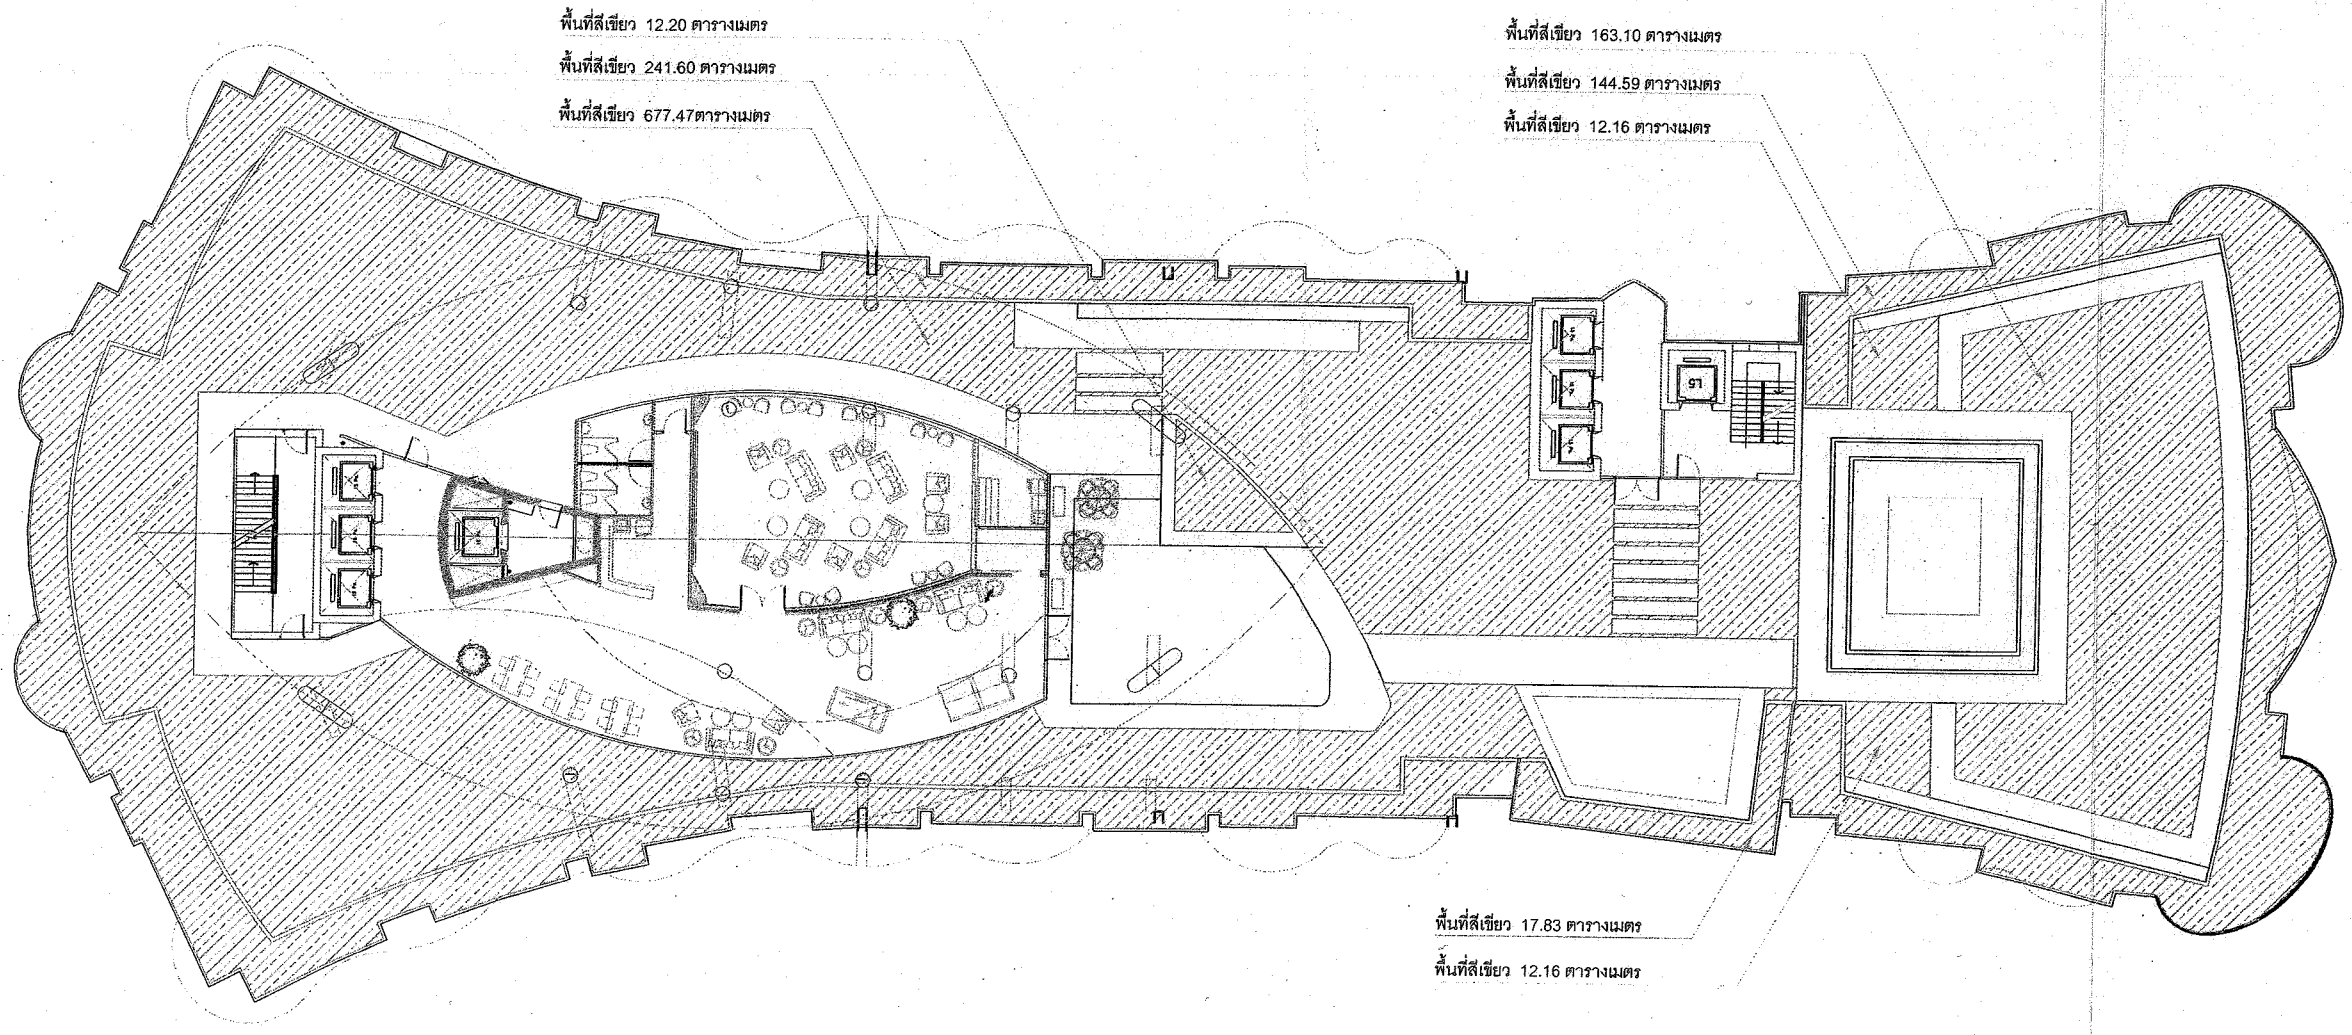 พื้นที่สีเขียว 12.20 ตารางเมตร
พื้นที่สีเขียว 241.60 ตารางเมตร
พื้นที่สีเขียว 677.47ตารางเมตร
พื้นที่สีเขียว 163.10 ตารางเมตร
พื้นที่สีเขียว 144.59 ตารางเมตร
พื้นที่สีเขียว 12.16 ตารางเมตร
L5
พื้นที่สีเขียว 17.83 ตารางเมตร
พื้นที่สีเขียว 12.16 ตารางเมตร